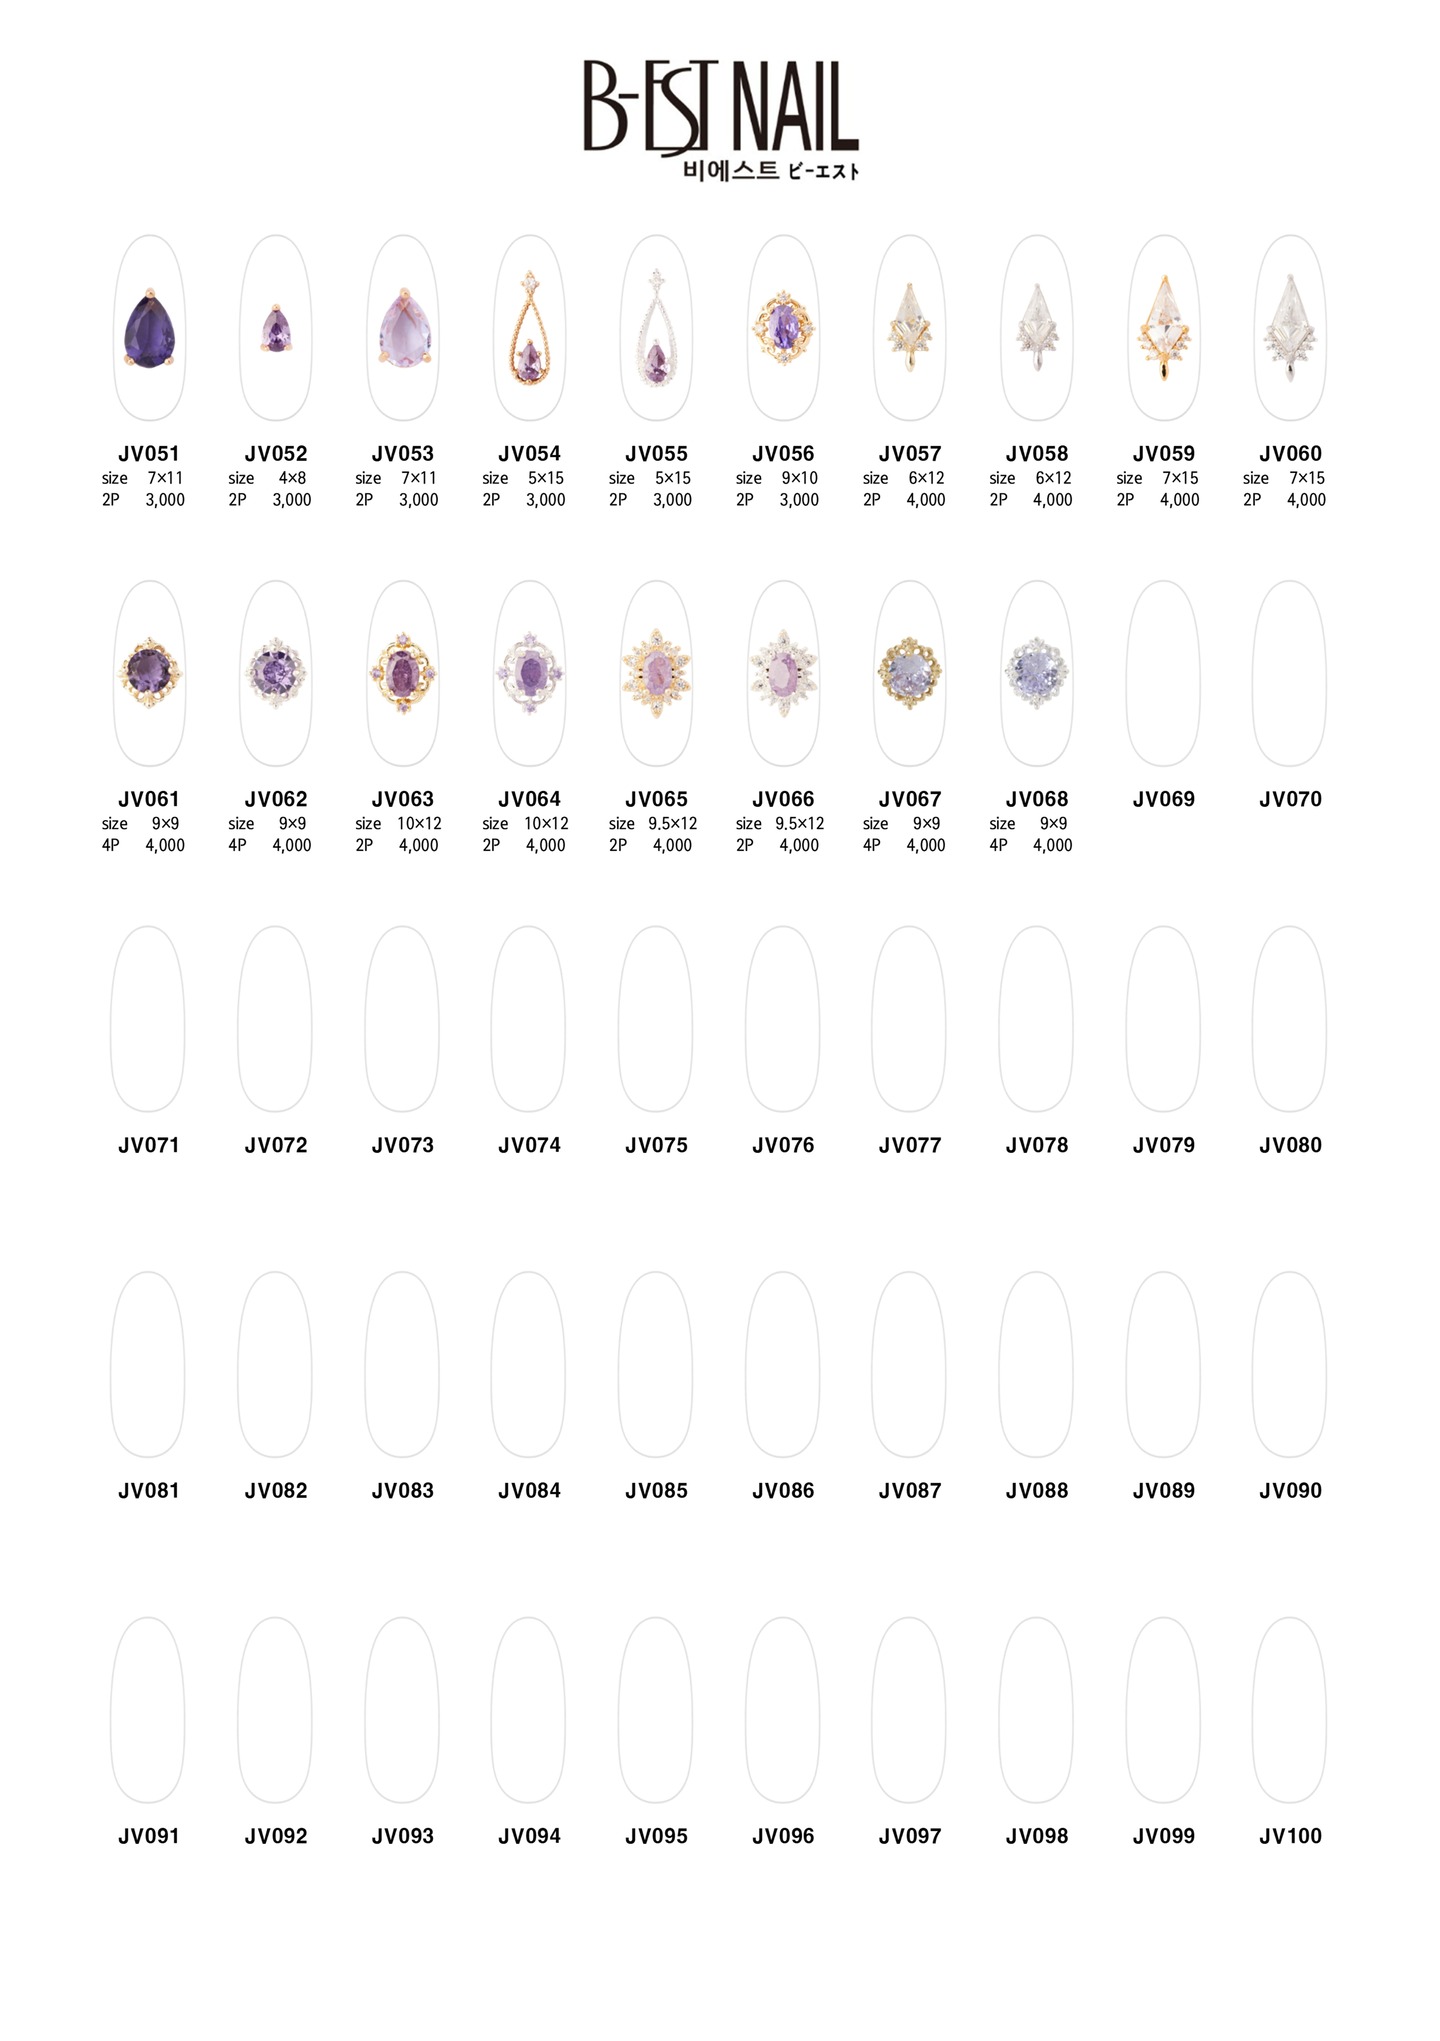 B-EST NAIL
비에스트 ビーエスト
JV051 JV052 JV053 JV054 JV055 JV056 JV057 JV058 JV059 JV060
size 7×11 size 4×8 size 7×11 size 5×15 size 5×15 size 9×10 size 6×12 size 6×12 size 7×15 size 7×15
2P 3,000 2P 3,000 2P 3,000 2P 3,000 2P 3,000 2P 3,000 2P 4,000 2P 4,000 2P 4,000 2P 4,000
JV061 JV062 JV063 JV064 JV065 JV066 JV067 JV068 JV069 JV070
size 9×9 size 9×9 size 10×12 size 10×12 size 9.5×12 size 9.5×12 size 9×9 size 9×9
4P 4,000 4P 4,000 2P 4,000 2P 4,000 2P 4,000 2P 4,000 4P 4,000 4P 4,000
JV071 JV072 JV073 JV074 JV075 JV076 JV077 JV078 JV079 JV080
JV081 JV082 JV083 JV084 JV085 JV086 JV087 JV088 JV089 JV090
JV091 JV092 JV093 JV094 JV095 JV096 JV097 JV098 JV099 JV100